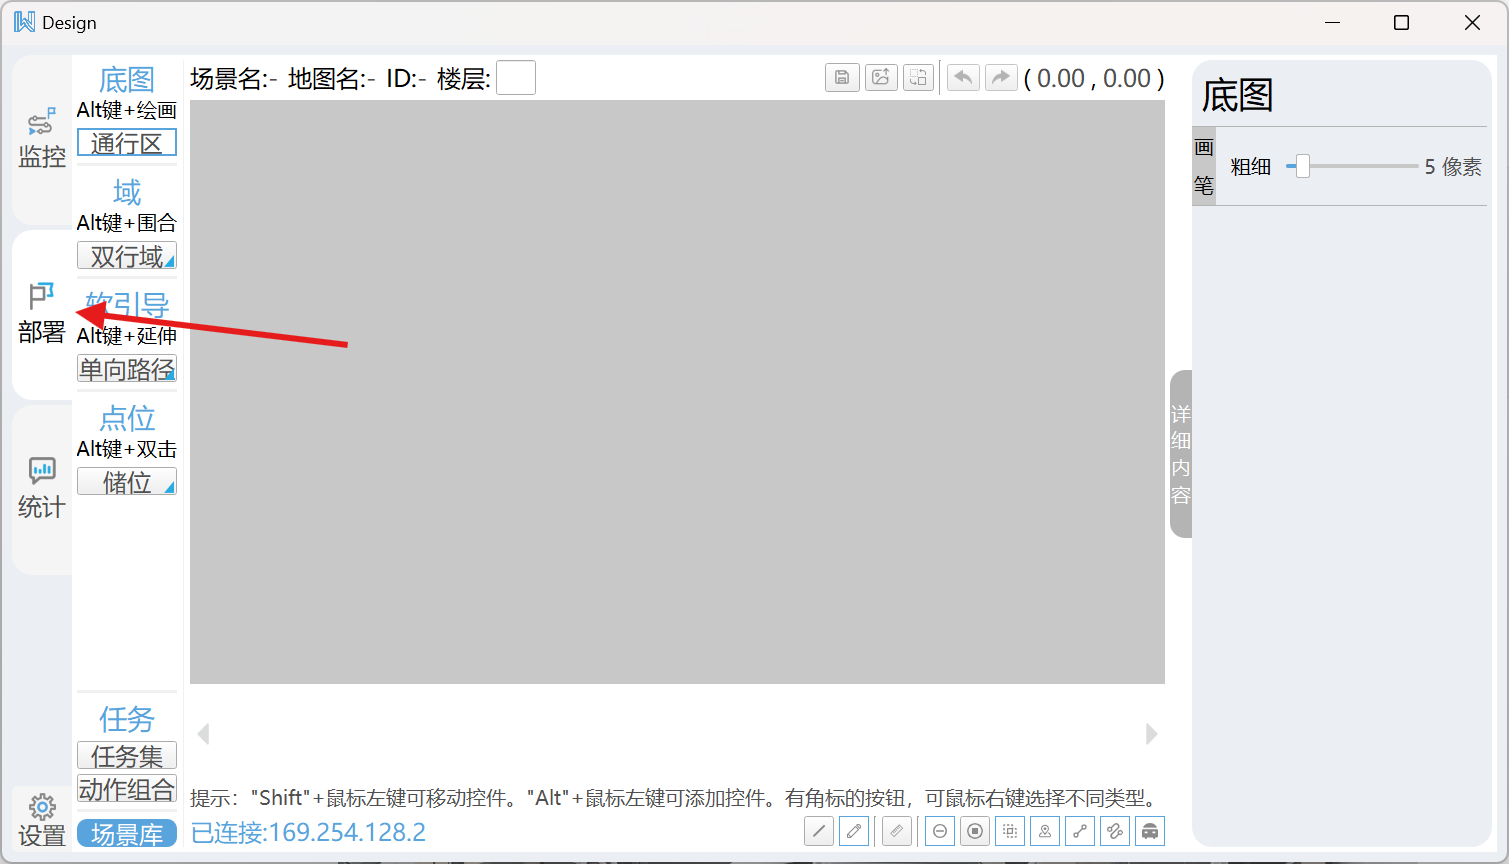 Design
监控
部署
统计
设置
底图
Alt键+绘画
通行区
域
Alt键+围合
双行域
软引导
Alt键+延伸
单向路径
点位
Alt键+双击
储位
任务
任务集
动作组合
场景库
场景名:- 地图名:- ID:- 楼层:
( 0.00 , 0.00 )
提示："Shift"+鼠标左键可移动控件。"Alt"+鼠标左键可添加控件。有角标的按钮，可鼠标右键选择不同类型。
已连接:169.254.128.2
详细内容
底图
画笔
粗细 5 像素